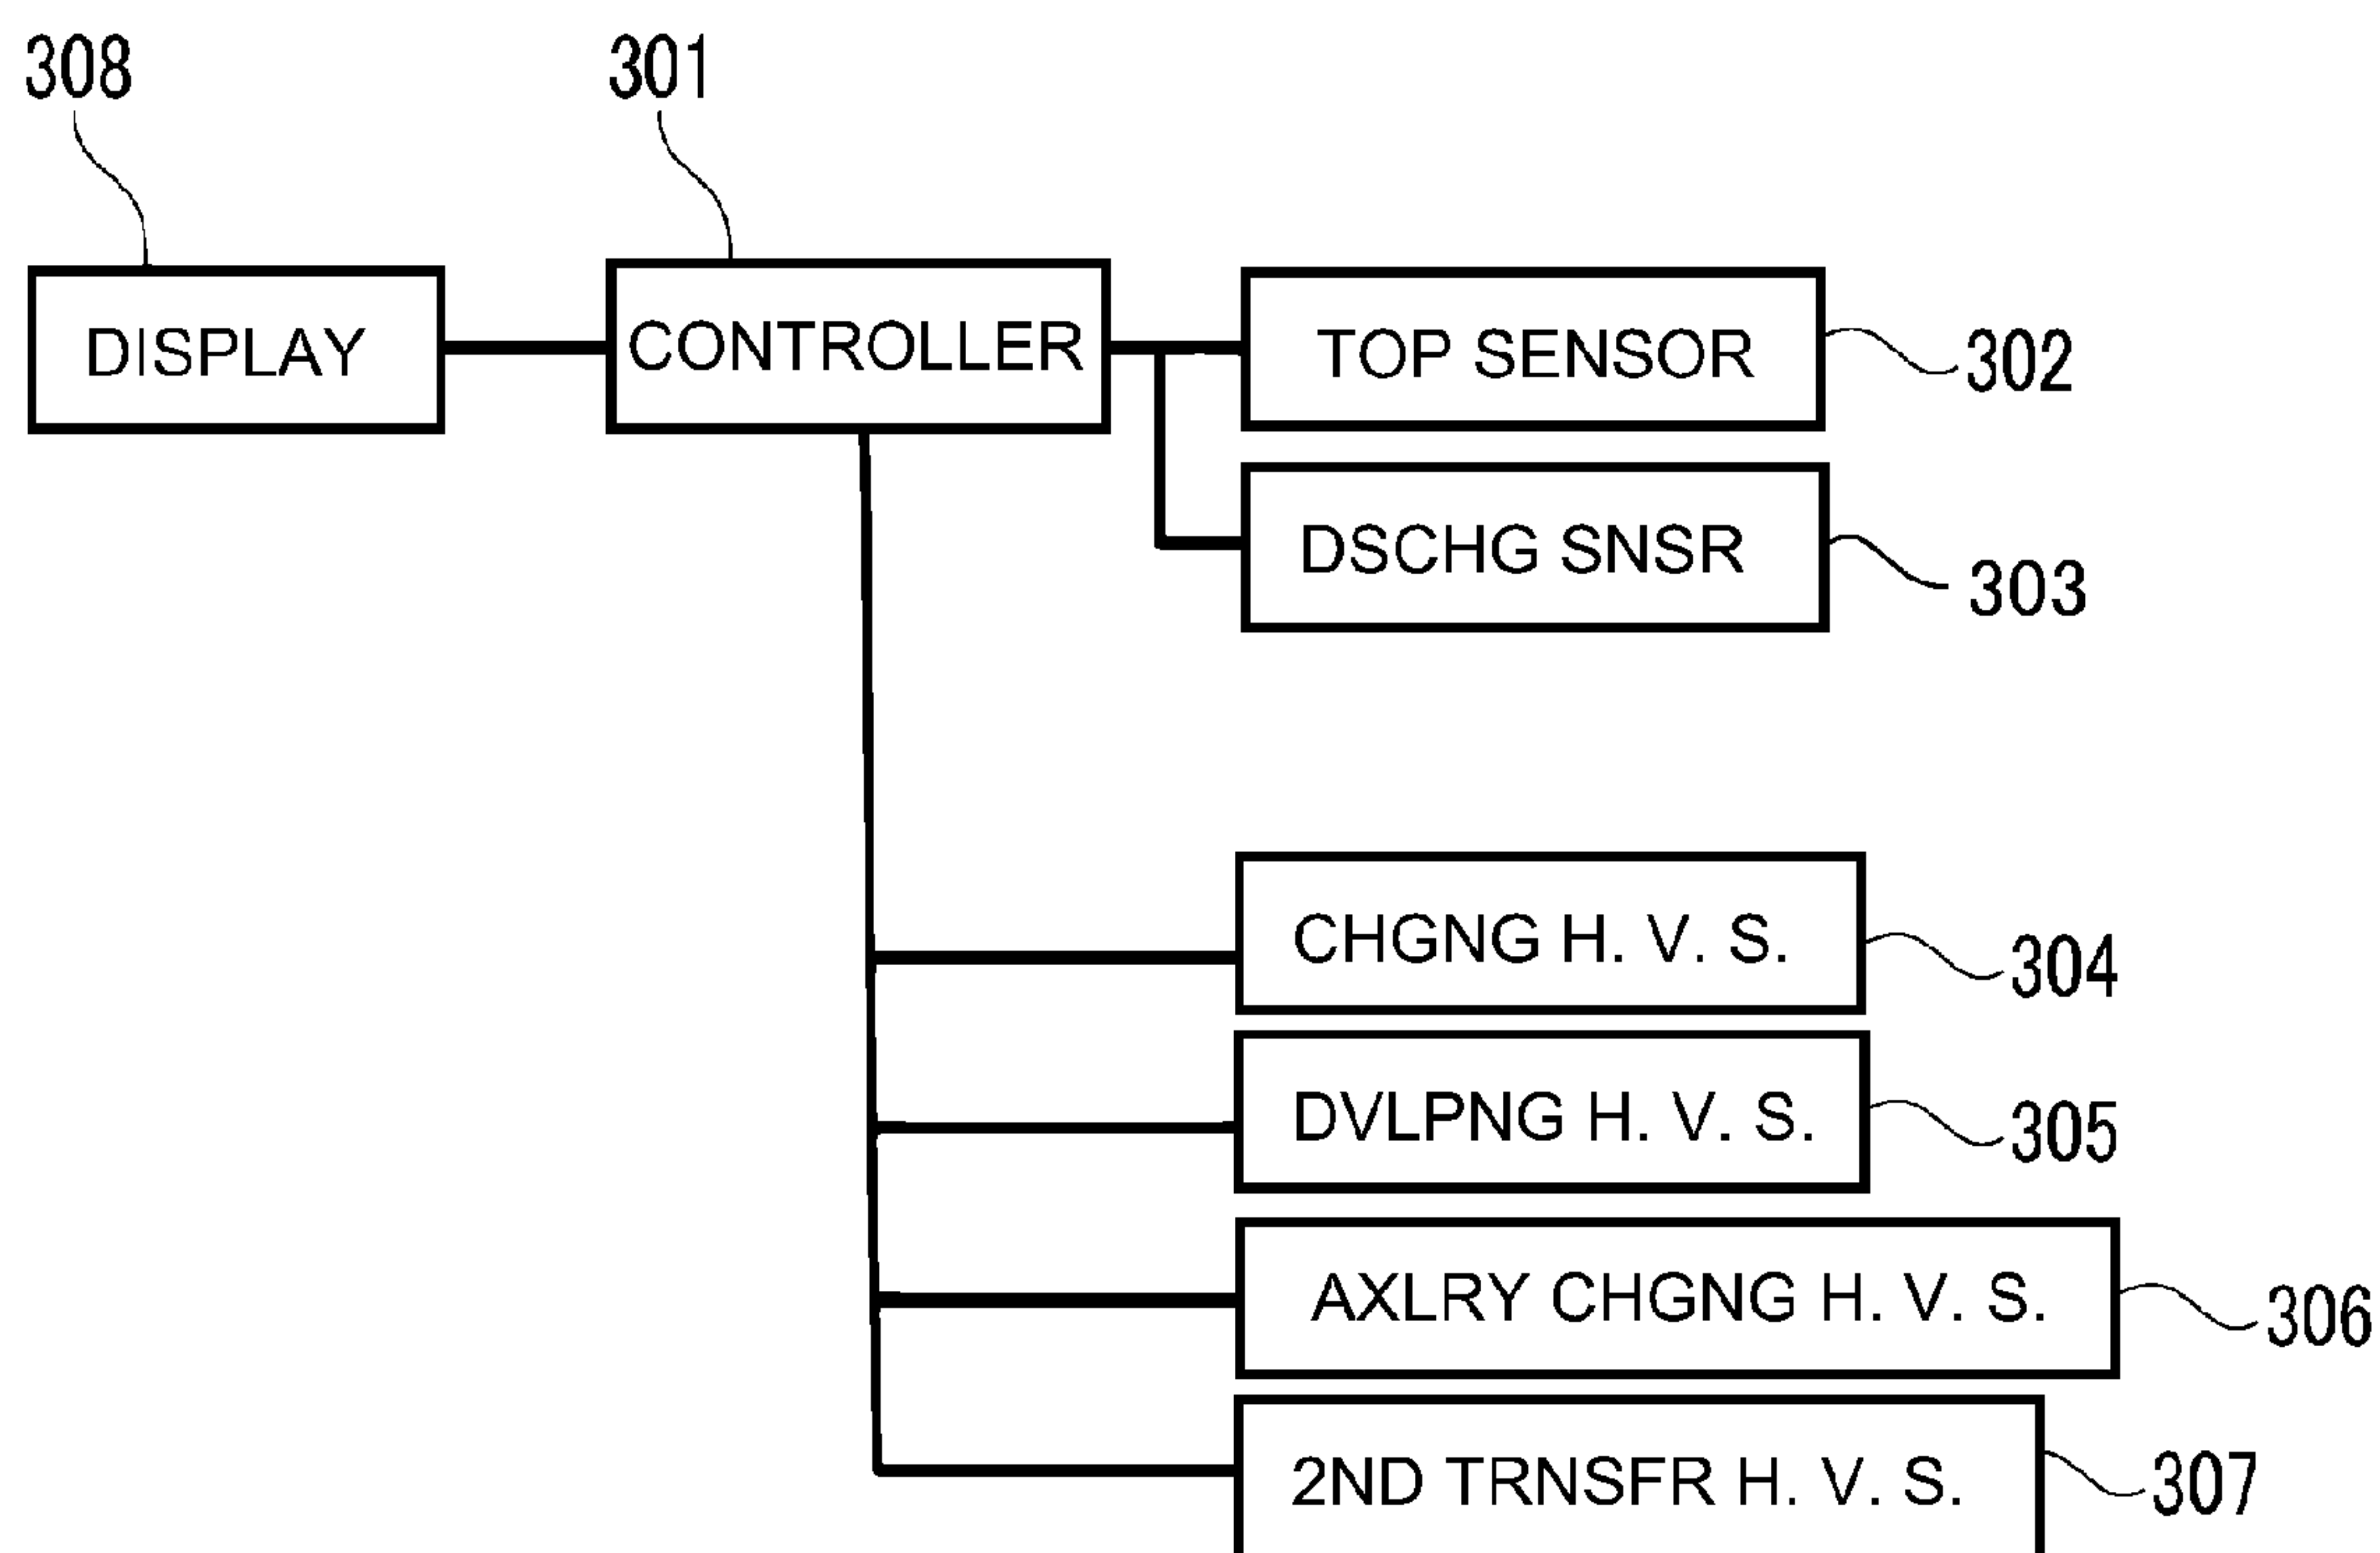 308
301
DISPLAY
CONTROLLER
TOP SENSOR
302
DSCHG SNSR
303
CHGNG H. V. S.
304
DVLPNG H. V. S.
305
AXLRY CHGNG H. V. S.
306
2ND TRNSFR H. V. S.
307